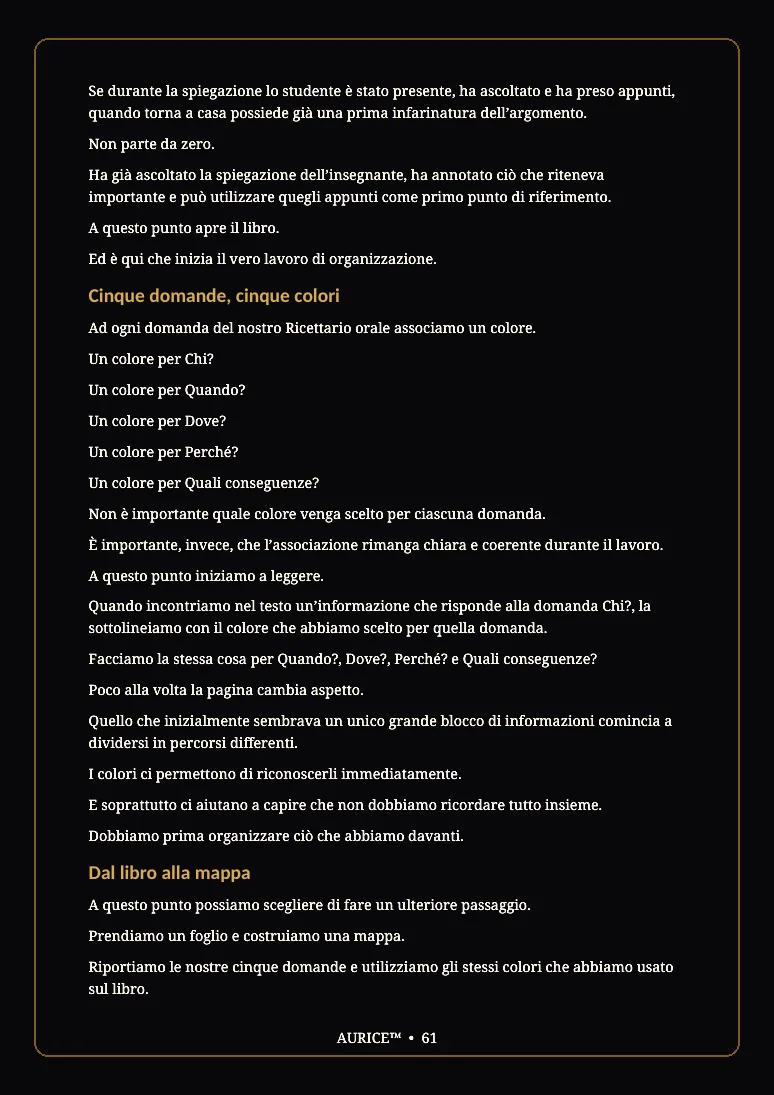 Se durante la spiegazione lo studente è stato presente, ha ascoltato e ha preso appunti,
quando torna a casa possiede già una prima infarinatura dell’argomento.
Non parte da zero.
Ha già ascoltato la spiegazione dell’insegnante, ha annotato ciò che riteneva
importante e può utilizzare quegli appunti come primo punto di riferimento.
A questo punto apre il libro.
Ed è qui che inizia il vero lavoro di organizzazione.
Cinque domande, cinque colori
Ad ogni domanda del nostro Ricettario orale associamo un colore.
Un colore per Chi?
Un colore per Quando?
Un colore per Dove?
Un colore per Perché?
Un colore per Quali conseguenze?
Non è importante quale colore venga scelto per ciascuna domanda.
È importante, invece, che l’associazione rimanga chiara e coerente durante il lavoro.
A questo punto iniziamo a leggere.
Quando incontriamo nel testo un’informazione che risponde alla domanda Chi?, la
sottolineiamo con il colore che abbiamo scelto per quella domanda.
Facciamo la stessa cosa per Quando?, Dove?, Perché? e Quali conseguenze?
Poco alla volta la pagina cambia aspetto.
Quello che inizialmente sembrava un unico grande blocco di informazioni comincia a
dividersi in percorsi differenti.
I colori ci permettono di riconoscerli immediatamente.
E soprattutto ci aiutano a capire che non dobbiamo ricordare tutto insieme.
Dobbiamo prima organizzare ciò che abbiamo davanti.
Dal libro alla mappa
A questo punto possiamo scegliere di fare un ulteriore passaggio.
Prendiamo un foglio e costruiamo una mappa.
Riportiamo le nostre cinque domande e utilizziamo gli stessi colori che abbiamo usato
sul libro.
AURICE™ • 61